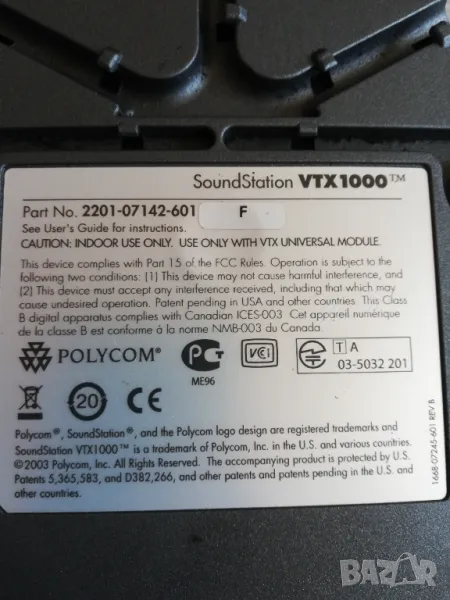 SoundStation VTX1000™
Part No. 2201-07142-601 F
See User's Guide for instructions.
CAUTION: INDOOR USE ONLY. USE ONLY WITH VTX UNIVERSAL MODULE.
This device complies with Part 15 of the FCC Rules. Operation is subject to the
following two conditions: [1] This device may not cause harmful interference, and
[2] This device must accept any interference received, including that which may
cause undesired operation. Patent pending in USA and other countries. This Class
B digital apparatus complies with Canadian ICES-003 Cet appareil numérique
de la classe B est conforme à la norme NMB-003 du Canada.
POLYCOM®
PCT
ME96
VCI
T A
03-5032 201
20
CE
Polycom®, SoundStation®, and the Polycom logo design are registered trademarks and
SoundStation VTX1000™ is a trademark of Polycom, Inc. in the U.S. and various countries.
©2003 Polycom, Inc. All Rights Reserved. The accompanying product is protected by U.S.
Patents 5,365,583, and D382,266, and other patents pending in the U.S. and
other countries.
1668-07245-601 REV. B
BAZAR.bg